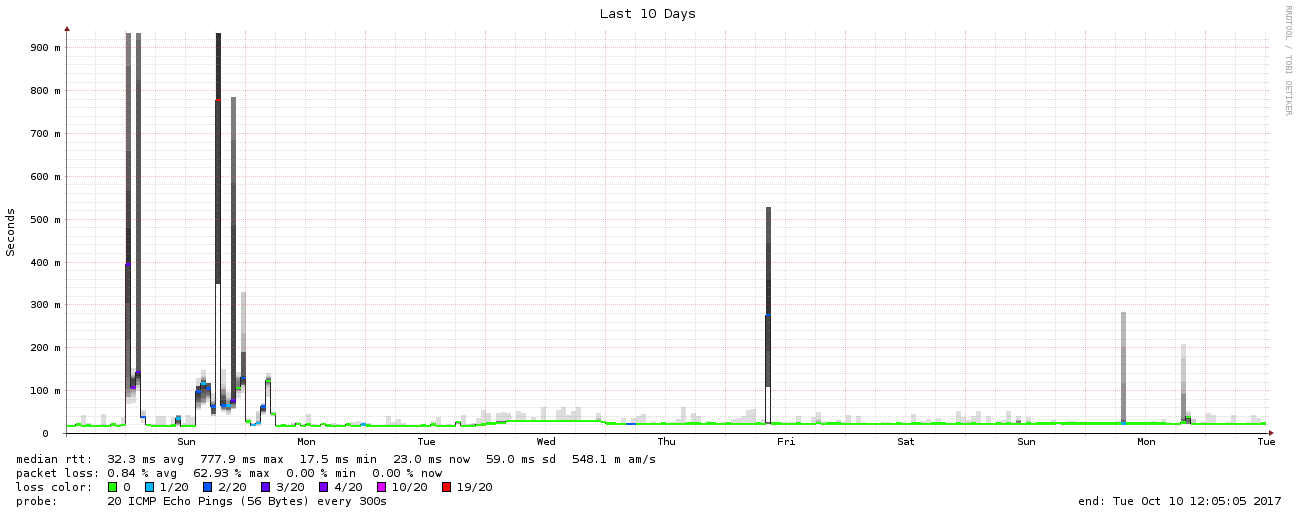 Last 10 Days
RRDTOOL / TOBI OETIKER
Seconds
900 m
800 m
700 m
600 m
500 m
400 m
300 m
200 m
100 m
0
Sun Mon Tue Wed Thu Fri Sat Sun Mon Tue
median rtt: 32.3 ms avg 777.9 ms max 17.5 ms min 23.0 ms now 59.0 ms sd 548.1 m am/s
packet loss: 0.84 % avg 62.93 % max 0.00 % min 0.00 % now
loss color: 0 1/20 2/20 3/20 4/20 10/20 19/20
probe: 20 ICMP Echo Pings (56 Bytes) every 300s end: Tue Oct 10 12:05:05 2017